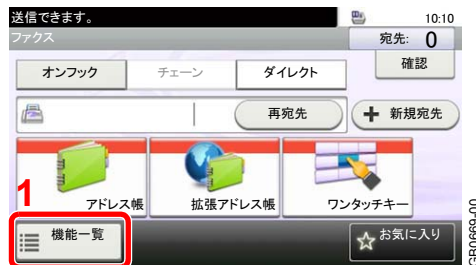 送信できます。
10:10
ファクス
宛先: 0
オンフック
チェーン
ダイレクト
確認
再宛先
+ 新規宛先
アドレス帳
拡張アドレス帳
ワンタッチキー
1
機能一覧
お気に入り
GB0669-00